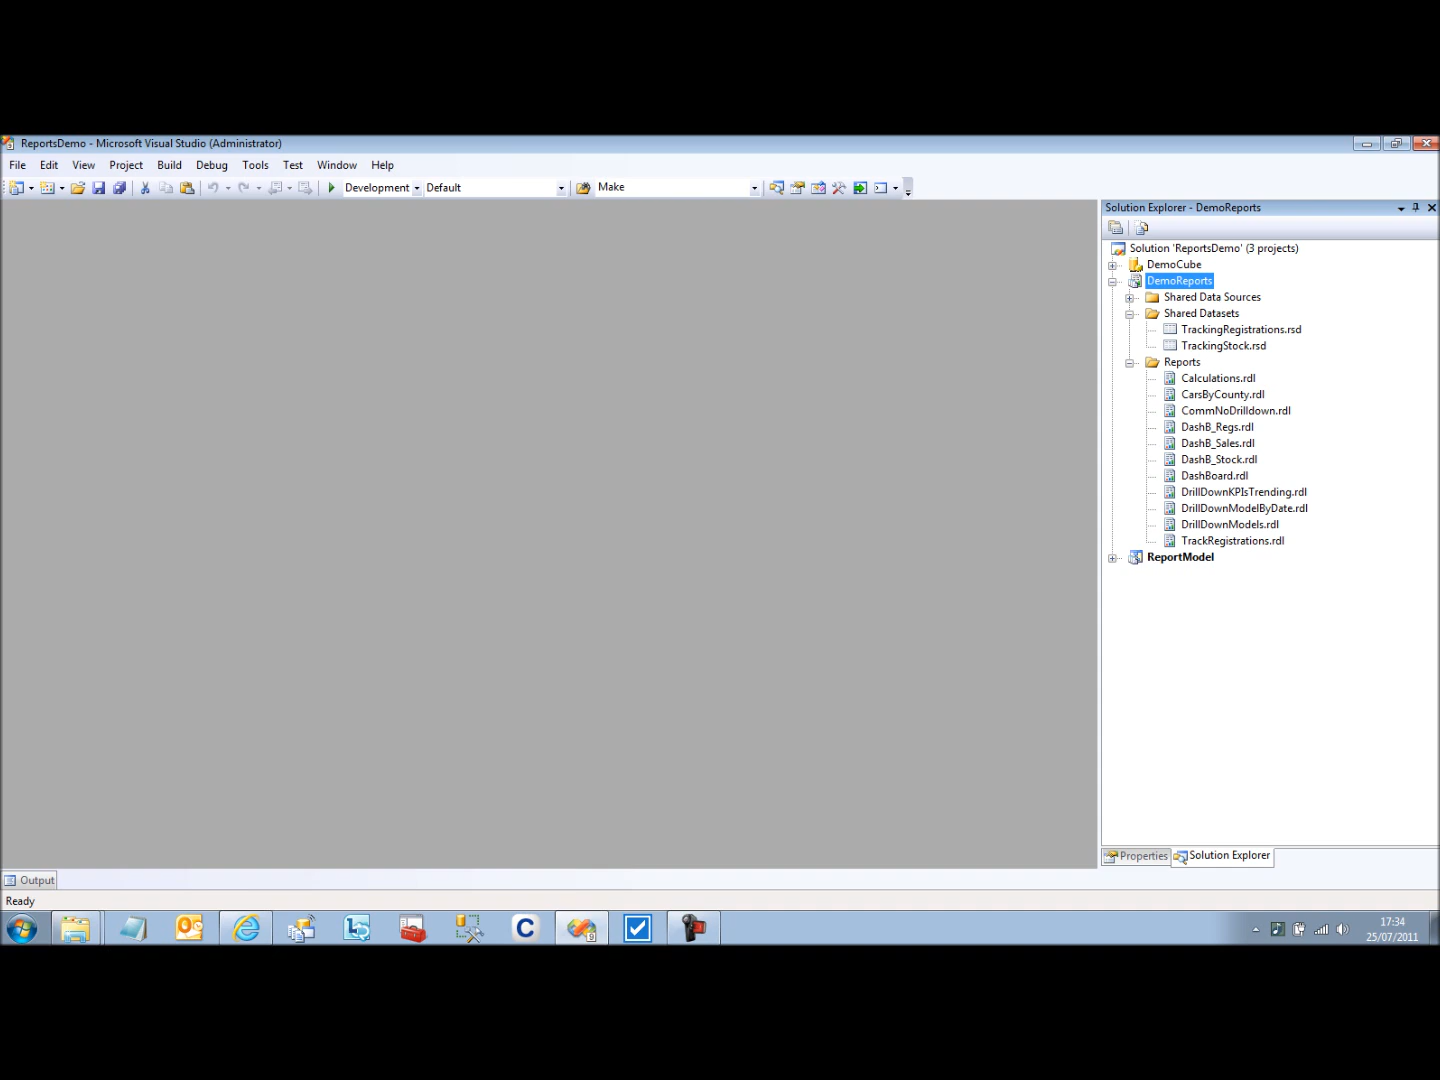 ReportsDemo - Microsoft Visual Studio (Administrator)
File Edit View Project Build Debug Tools Test Window Help
Development Default Make
Solution Explorer - DemoReports
Solution 'ReportsDemo' (3 projects)
DemoCube
DemoReports
Shared Data Sources
Shared Datasets
TrackingRegistrations.rsd
TrackingStock.rsd
Reports
Calculations.rdl
CarsByCounty.rdl
CommNoDrilldown.rdl
DashB_Regs.rdl
DashB_Sales.rdl
DashB_Stock.rdl
DashBoard.rdl
DrillDownKPIsTrending.rdl
DrillDownModelByDate.rdl
DrillDownModels.rdl
TrackRegistrations.rdl
ReportModel
Properties Solution Explorer
Output
Ready
17:34
25/07/2011